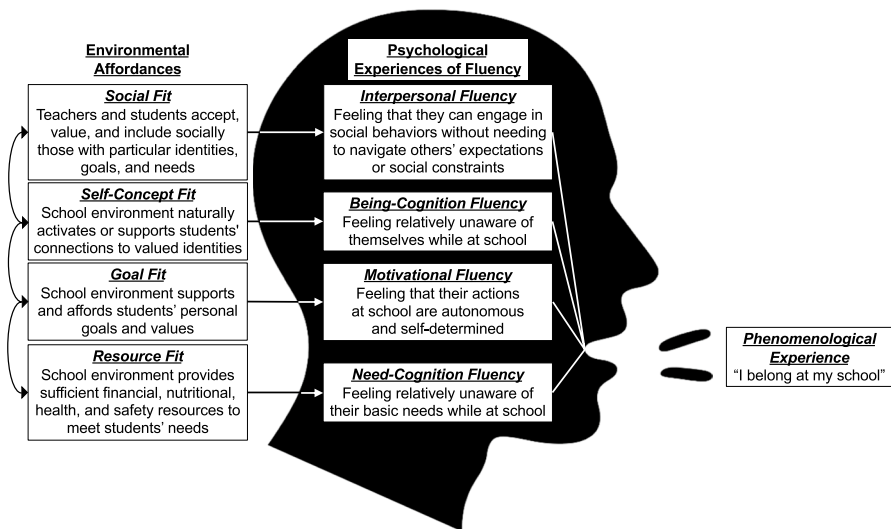 Environmental
Affordances
Social Fit
Teachers and students accept,
value, and include socially
those with particular identities,
goals, and needs
Self-Concept Fit
School environment naturally
activates or supports students'
connections to valued identities
Goal Fit
School environment supports
and affords students' personal
goals and values
Resource Fit
School environment provides
sufficient financial, nutritional,
health, and safety resources to
meet students' needs
Psychological
Experiences of Fluency
Interpersonal Fluency
Feeling that they can engage in
social behaviors without needing
to navigate others' expectations
or social constraints
Being-Cognition Fluency
Feeling relatively unaware of
themselves while at school
Motivational Fluency
Feeling that their actions
at school are autonomous
and self-determined
Need-Cognition Fluency
Feeling relatively unaware of
their basic needs while at school
Phenomenological
Experience
“I belong at my school”